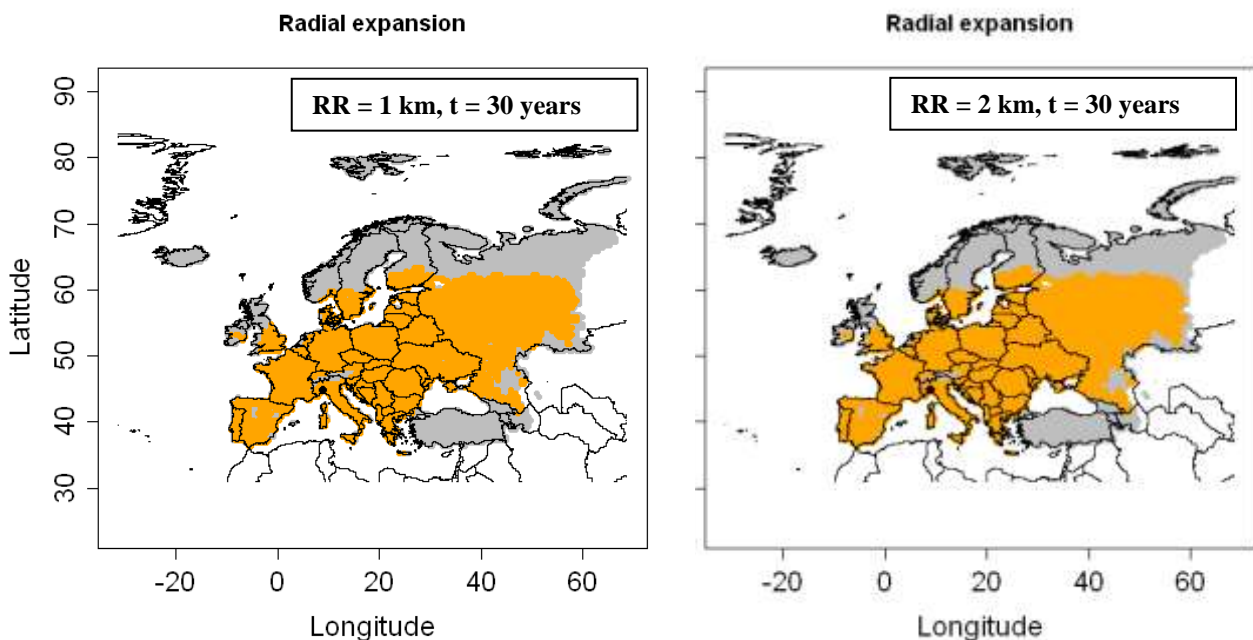 Radial expansion
RR = 1 km, t = 30 years
Latitude
90
80
70
60
50
40
30
-20
0
20
40
60
Longitude
Radial expansion
RR = 2 km, t = 30 years
-20
0
20
40
60
Longitude